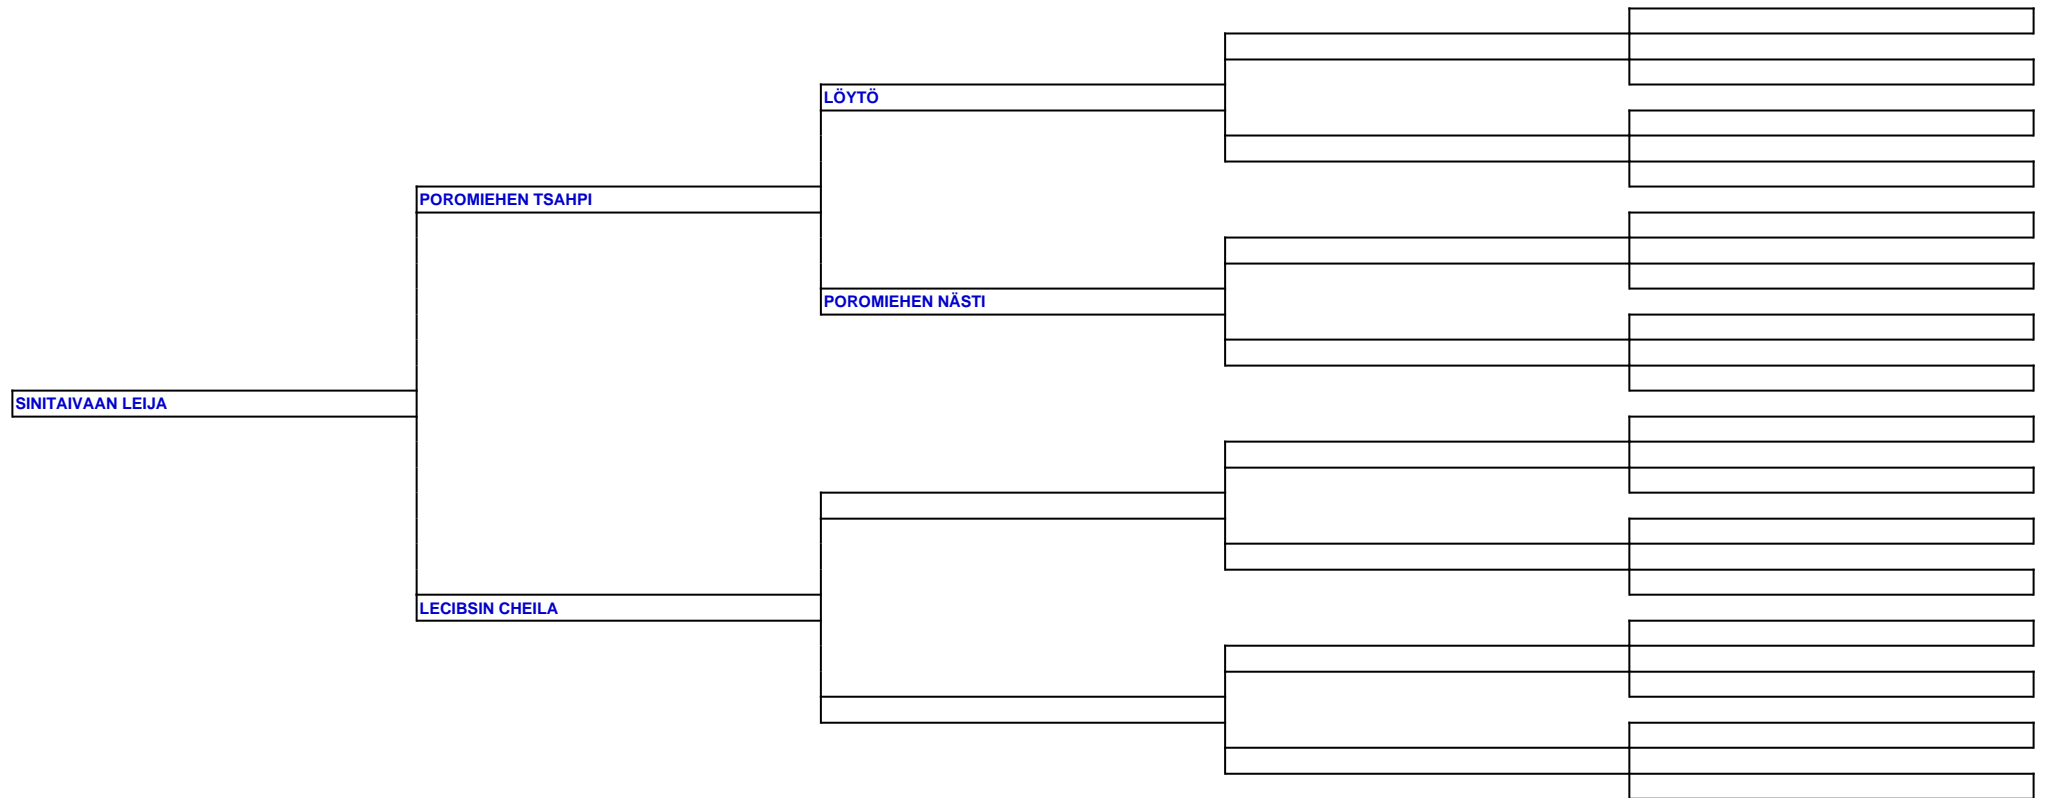 LÖYTÖ
POROMIEHEN TSAHPI
POROMIEHEN NÄSTI
SINITAIVAAN LEIJA
LECIBSIN CHEILA